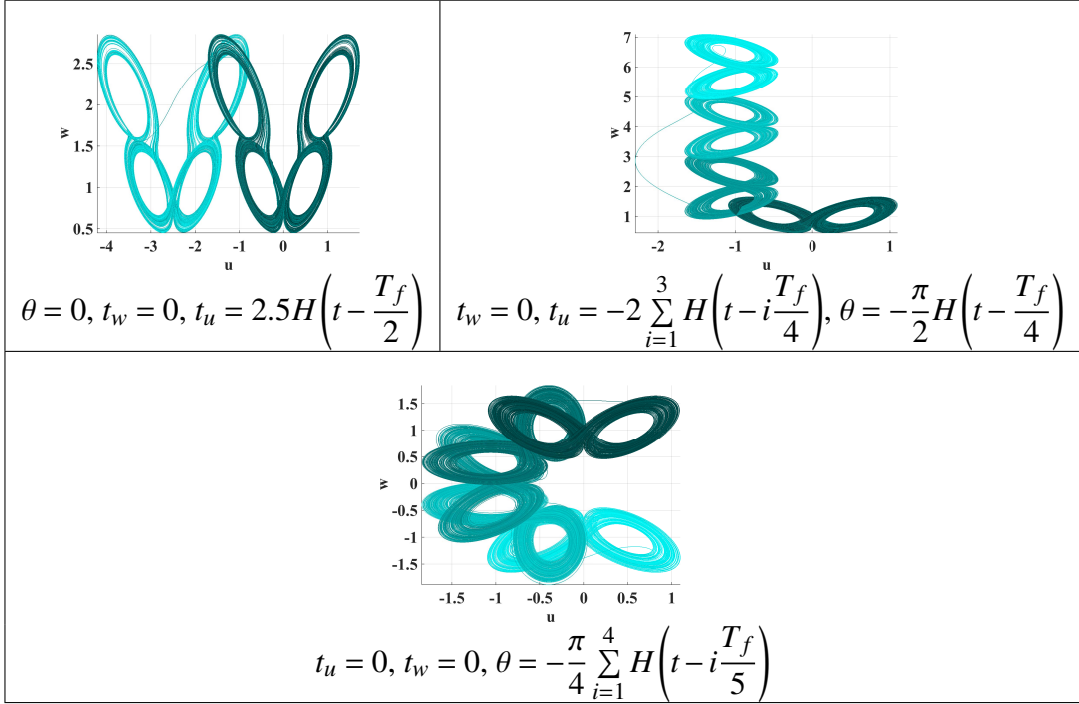 2.5
2
1.5
1
0.5
w
-4 -3 -2 -1 0 1
u
θ = 0, t_w = 0, t_u = 2.5H(t − T_f/2)
7
6
5
4
3
2
1
w
-2 -1 0 1
u
t_w = 0, t_u = −2 ∑_{i=1}^{3} H(t − i T_f/4), θ = −π/2 H(t − T_f/4)
1.5
1
0.5
0
-0.5
-1
-1.5
w
-1.5 -1 -0.5 0 0.5 1
u
t_u = 0, t_w = 0, θ = −π/4 ∑_{i=1}^{4} H(t − i T_f/5)